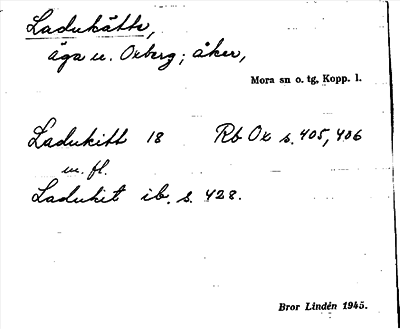 Ladukätte,
äga u. Oxberg; åker,
Mora sn o. tg, Kopp. l.
Ladukitt 18 Rb Ox s. 405, 406
m. fl.
Ladukit ib. s. 428.
Bror Lindén 1945.